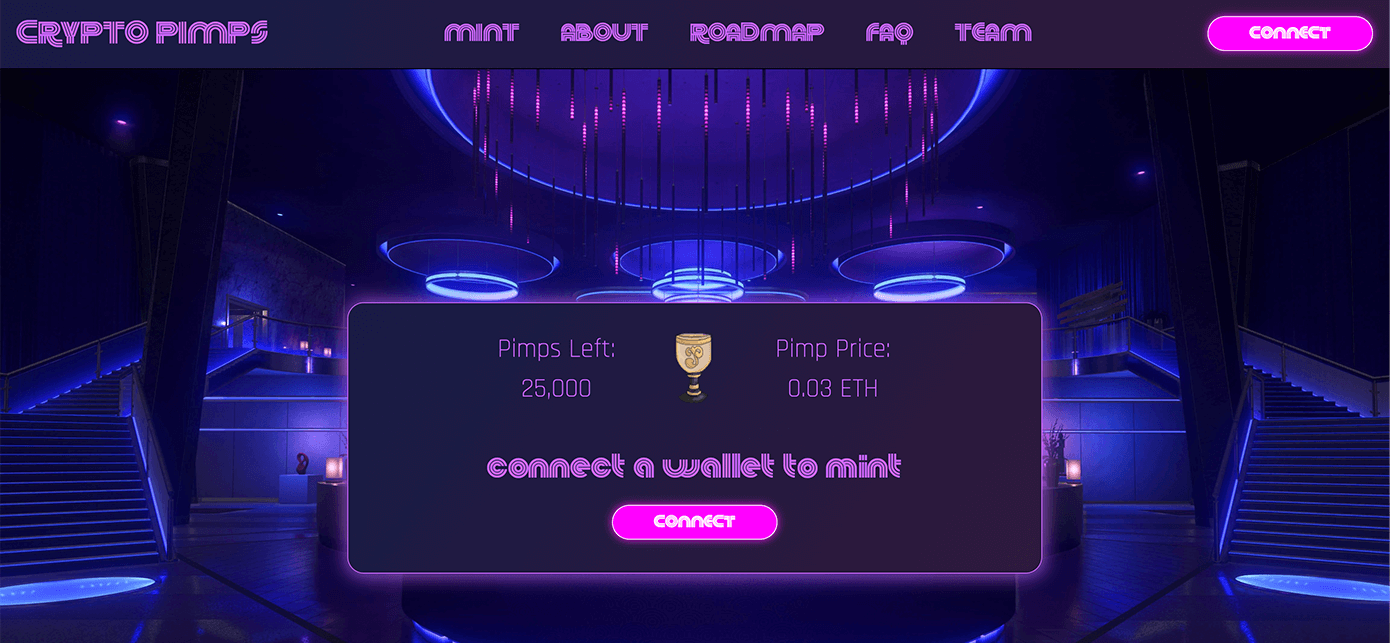 CRYPTO PIMPS
MINT
ABOUT
ROADMAP
FAQ
TEAM
CONNECT
Pimps Left:
25,000
Pimp Price:
0.03 ETH
connect a wallet to mint
CONNECT